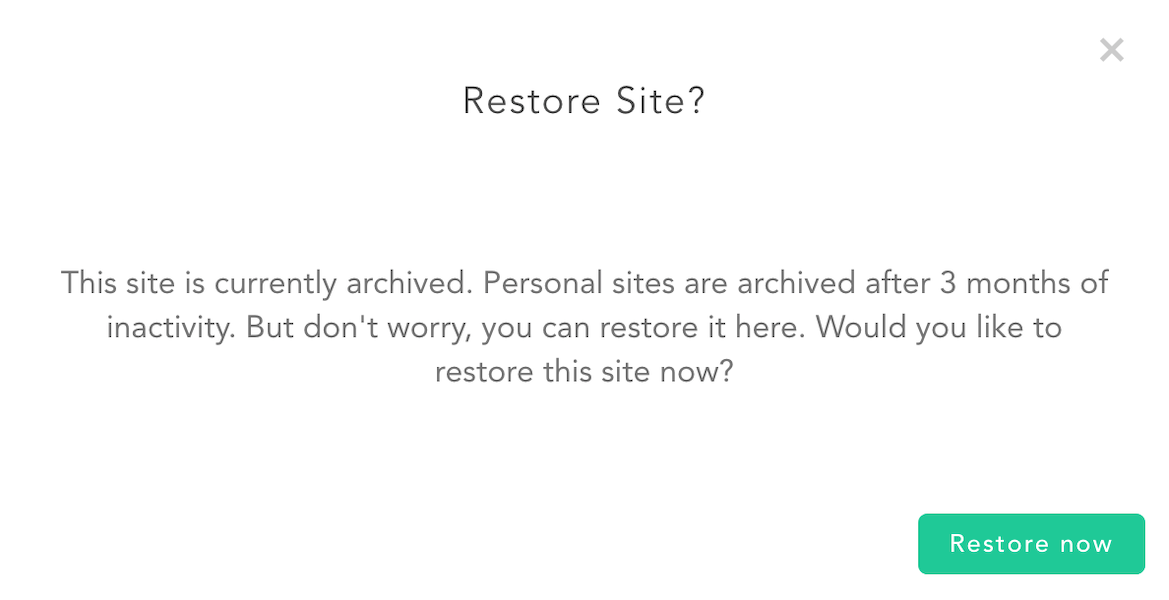 Restore Site?
This site is currently archived. Personal sites are archived after 3 months of
inactivity. But don't worry, you can restore it here. Would you like to
restore this site now?
Restore now